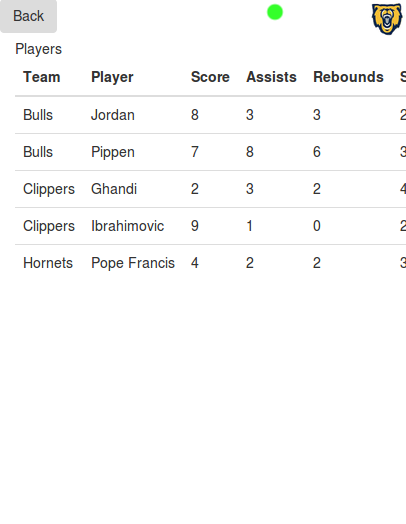 Back
Players
Team Player Score Assists Rebounds S
Bulls Jordan 8 3 3 2
Bulls Pippen 7 8 6 3
Clippers Ghandi 2 3 2 4
Clippers Ibrahimovic 9 1 0 2
Hornets Pope Francis 4 2 2 3